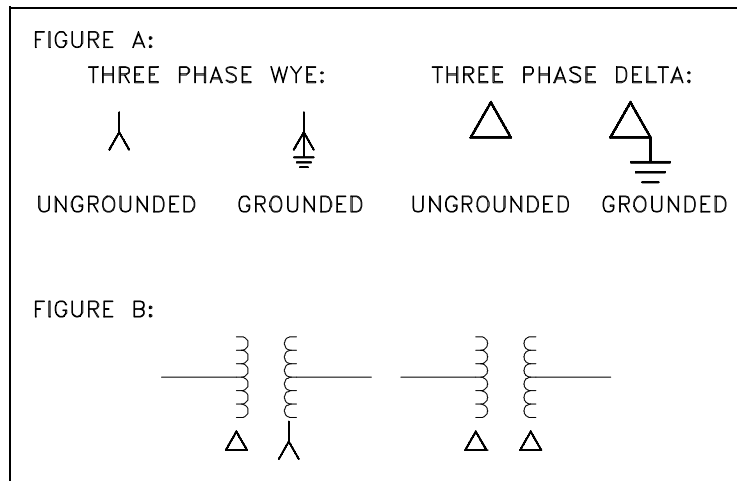 FIGURE A:
THREE PHASE WYE: THREE PHASE DELTA:
UNGROUNDED GROUNDED UNGROUNDED GROUNDED
FIGURE B: